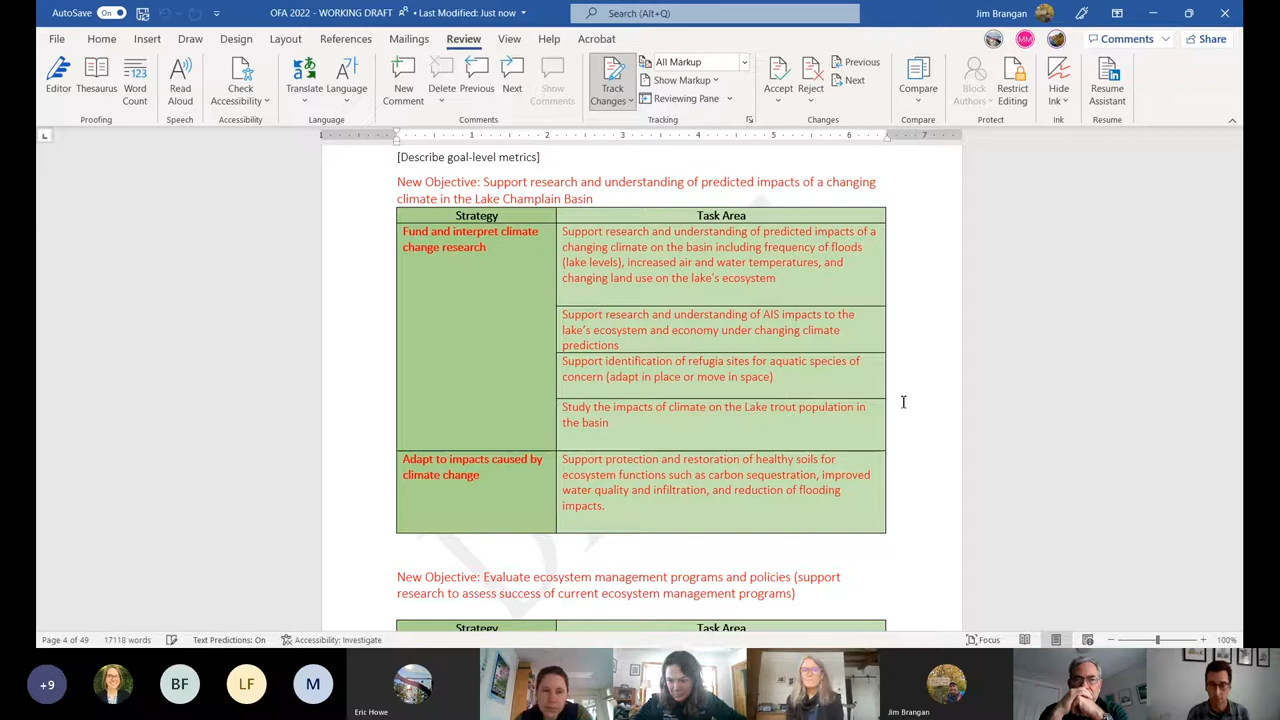 AutoSave On OFA 2022 - WORKING DRAFT • Last Modified: Just now Search (Alt+Q) Jim Brangan
File Home Insert Draw Design Layout References Mailings Review View Help Acrobat MM Comments Share
Editor Thesaurus Word Count Read Aloud Check Accessibility Translate Language New Comment Delete Previous Next Show Comments Track Changes All Markup Show Markup Reviewing Pane Accept Reject Previous Next Compare Block Authors Restrict Editing Hide Ink Resume Assistant
Proofing Speech Accessibility Language Comments Tracking Changes Compare Protect Ink Resume
1 1 2 3 4 5 6 7
[Describe goal-level metrics]
New Objective: Support research and understanding of predicted impacts of a changing
climate in the Lake Champlain Basin
Strategy Task Area
Fund and interpret climate
change research
Support research and understanding of predicted impacts of a
changing climate on the basin including frequency of floods
(lake levels), increased air and water temperatures, and
changing land use on the lake's ecosystem
Support research and understanding of AIS impacts to the
lake's ecosystem and economy under changing climate
predictions
Support identification of refugia sites for aquatic species of
concern (adapt in place or move in space)
Study the impacts of climate on the Lake trout population in
the basin
Adapt to impacts caused by
climate change
Support protection and restoration of healthy soils for
ecosystem functions such as carbon sequestration, improved
water quality and infiltration, and reduction of flooding
impacts.
New Objective: Evaluate ecosystem management programs and policies (support
research to assess success of current ecosystem management programs)
Strategy Task Area
Page 4 of 49 17118 words Text Predictions: On Accessibility: Investigate Focus 100%
+9 BF LF M
Eric Howe Jim Brangan